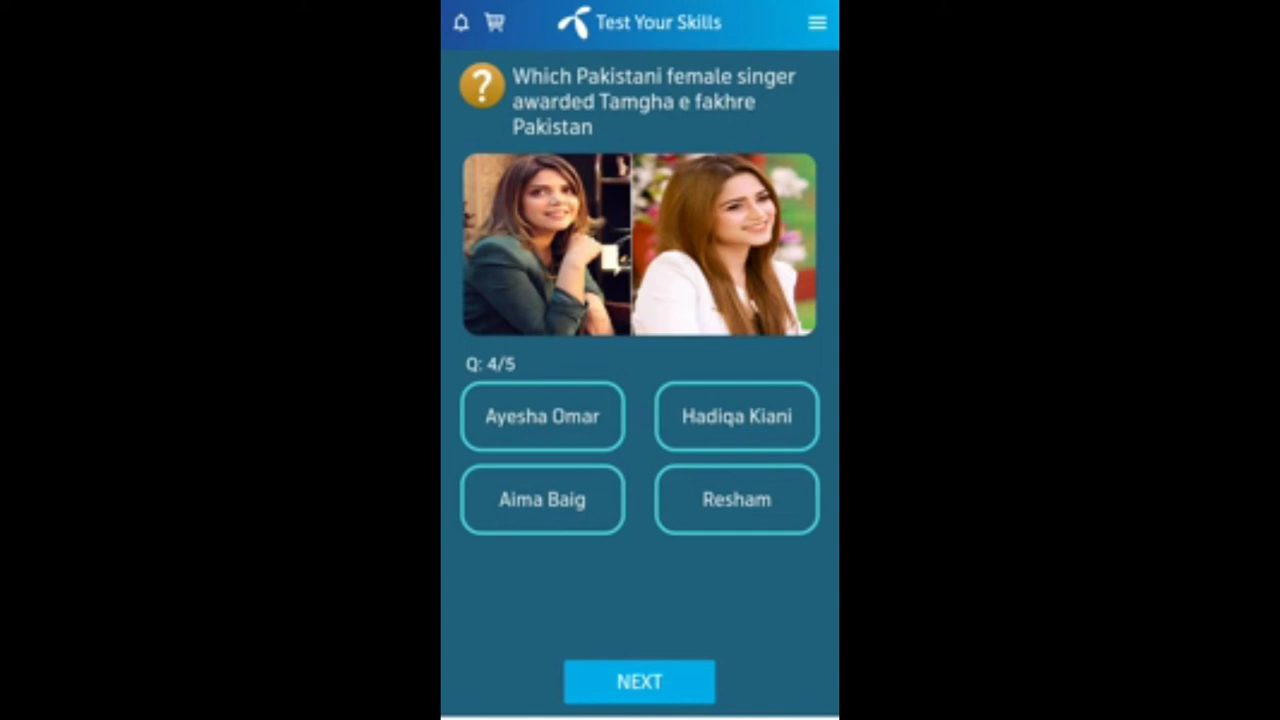 Test Your Skills
Which Pakistani female singer
awarded Tamgha e fakhre
Pakistan
Q: 4/5
Ayesha Omar
Hadiqa Kiani
Aima Baig
Resham
NEXT